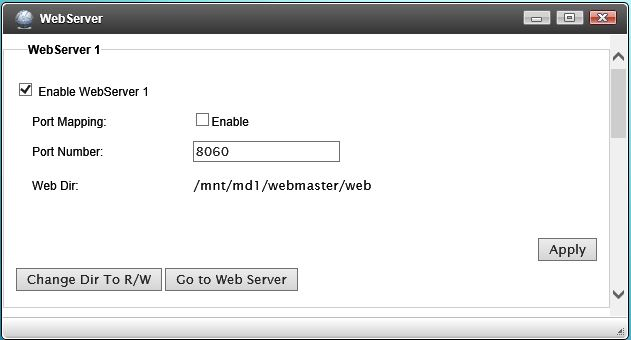 WebServer
WebServer 1
Enable WebServer 1
Port Mapping: Enable
Port Number: 8060
Web Dir: /mnt/md1/webmaster/web
Apply
Change Dir To R/W Go to Web Server